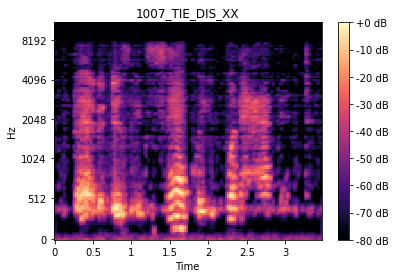 1007_TIE_DIS_XX
8192
4096
2048
1024
512
0
Hz
0 0.5 1 1.5 2 2.5 3
Time
+0 dB
-10 dB
-20 dB
-30 dB
-40 dB
-50 dB
-60 dB
-70 dB
-80 dB